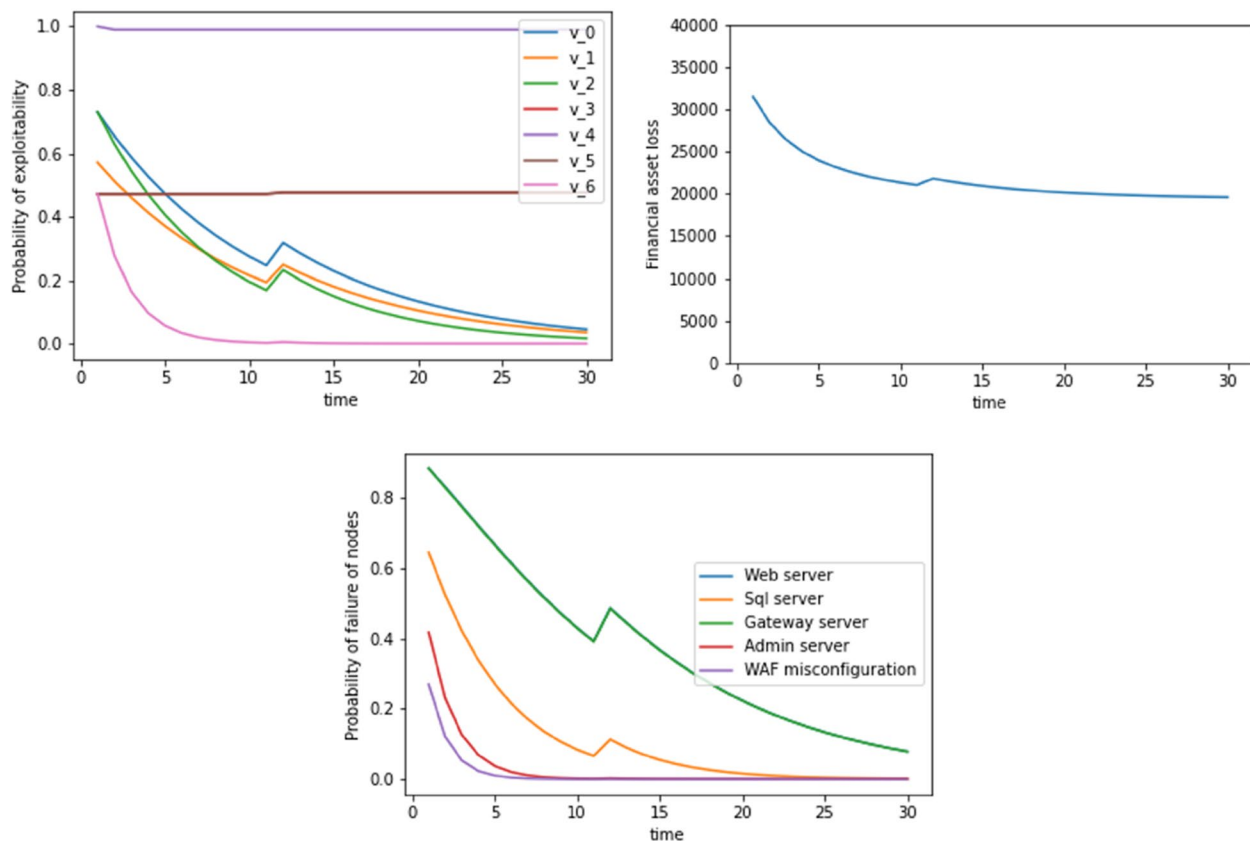 Probability of exploitability
1.0
0.8
0.6
0.4
0.2
0.0
v_0
v_1
v_2
v_3
v_4
v_5
v_6
0 5 10 15 20 25 30
time
Financial asset loss
40000
35000
30000
25000
20000
15000
10000
5000
0
0 5 10 15 20 25 30
time
Probability of failure of nodes
0.8
0.6
0.4
0.2
0.0
Web server
Sql server
Gateway server
Admin server
WAF misconfiguration
0 5 10 15 20 25 30
time